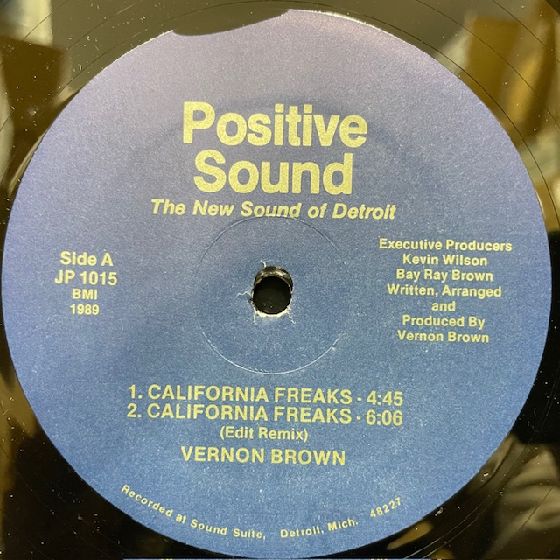 Positive
Sound
The New Sound of Detroit
Side A
JP 1015
BMI
1989
Executive Producers
Kevin Wilson
Bay Ray Brown
Written, Arranged
and
Produced By
Vernon Brown
1. CALIFORNIA FREAKS - 4:45
2. CALIFORNIA FREAKS - 6:06
(Edit Remix)
VERNON BROWN
Recorded at Sound Suite, Detroit, Mich. 48227